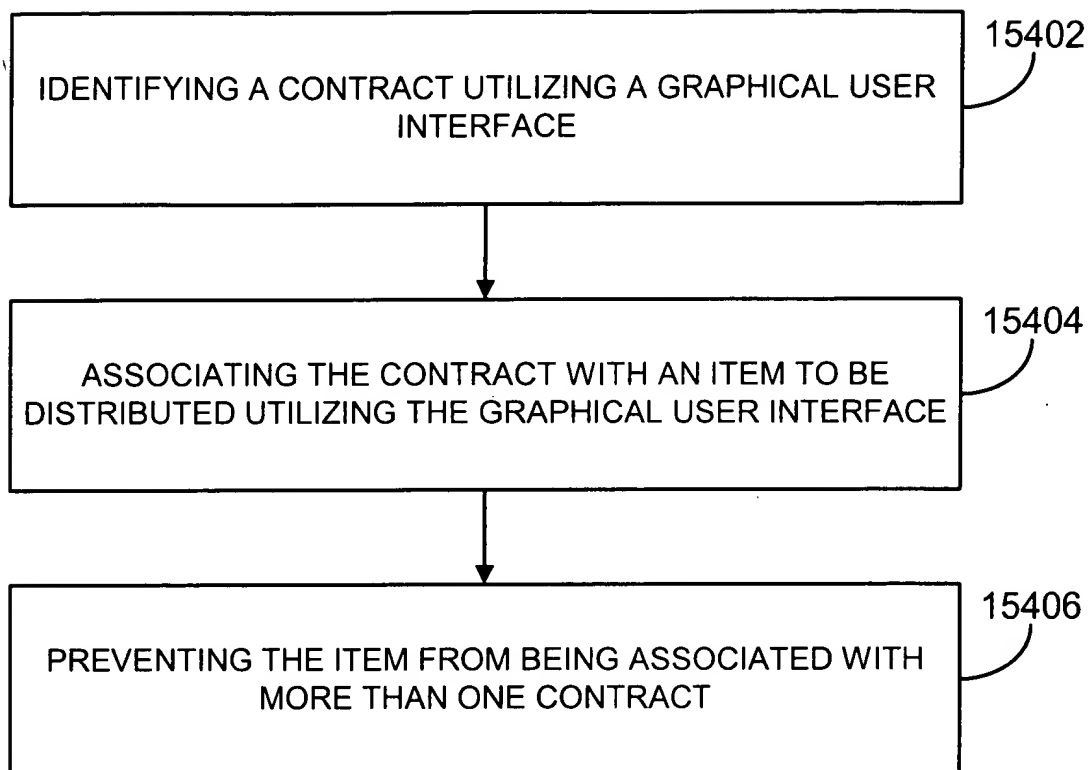 15402
IDENTIFYING A CONTRACT UTILIZING A GRAPHICAL USER
INTERFACE
15404
ASSOCIATING THE CONTRACT WITH AN ITEM TO BE
DISTRIBUTED UTILIZING THE GRAPHICAL USER INTERFACE
15406
PREVENTING THE ITEM FROM BEING ASSOCIATED WITH
MORE THAN ONE CONTRACT